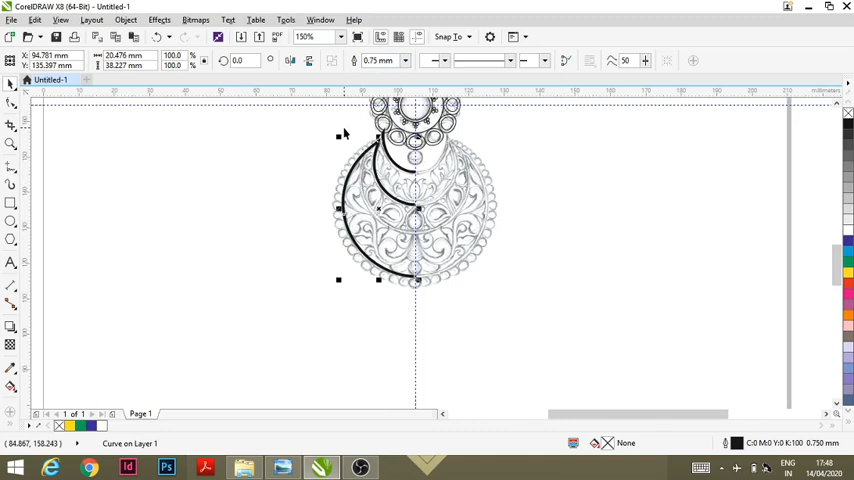 CorelDRAW X8 (64-Bit) - Untitled-1
File Edit View Layout Object Effects Bitmaps Text Table Tools Window Help
150% PDF Snap To
X: 94.781 mm 20.476 mm 100.0 % 0.0 0.75 mm 50
Y: 135.397 mm 38.227 mm 100.0 %
Untitled-1
millimeters
1 of 1 Page 1
(84.867, 158.243) Curve on Layer 1 None C:0 M:0 Y:0 K:100 0.750 mm
ENG 17:48
IN 14/04/2020